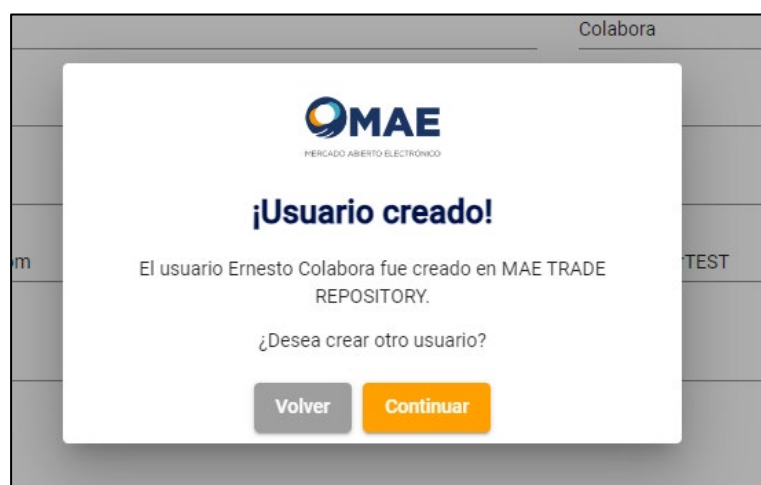 Colabora
MAE
MERCADO ABIERTO ELECTRÓNICO
¡Usuario creado!
om TEST
El usuario Ernesto Colabora fue creado en MAE TRADE
REPOSITORY.
¿Desea crear otro usuario?
Volver Continuar